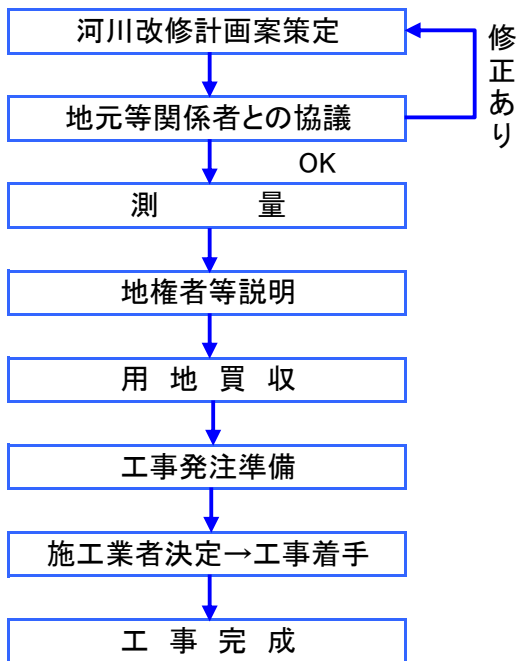 河川改修計画案策定
修正あり
地元等関係者との協議
OK
測　　　量
地権者等説明
用 地 買 収
工事発注準備
施工業者決定→工事着手
工 事 完 成